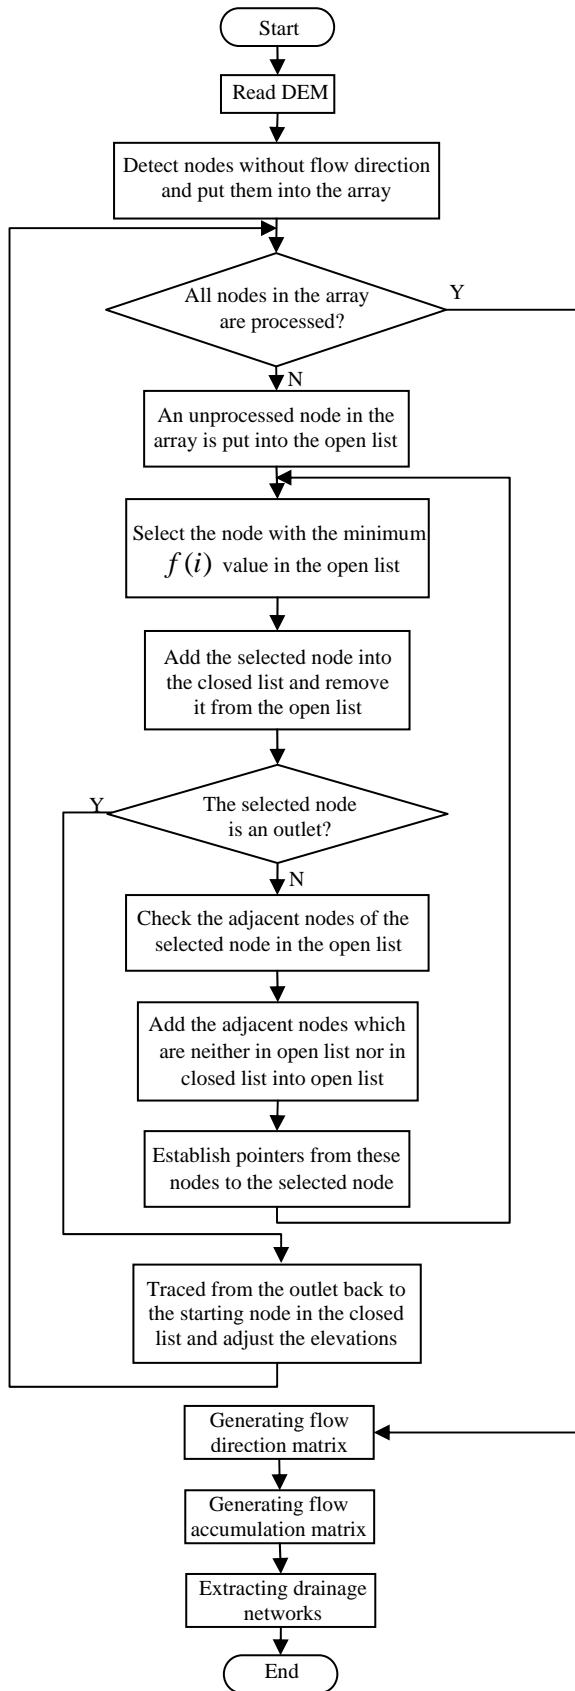 Start
Read DEM
Detect nodes without flow direction
and put them into the array
All nodes in the array
are processed?
Y
N
An unprocessed node in the
array is put into the open list
Select the node with the minimum
f(i) value in the open list
Add the selected node into
the closed list and remove
it from the open list
Y
The selected node
is an outlet?
N
Check the adjacent nodes of the
selected node in the open list
Add the adjacent nodes which
are neither in open list nor in
closed list into open list
Establish pointers from these
nodes to the selected node
Traced from the outlet back to
the starting node in the closed
list and adjust the elevations
Generating flow
direction matrix
Generating flow
accumulation matrix
Extracting drainage
networks
End